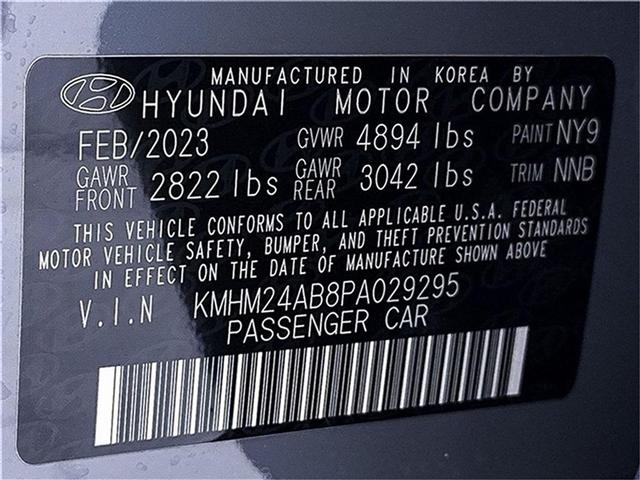 MANUFACTURED IN KOREA BY
HYUNDAI MOTOR COMPANY
FEB/2023 GVWR 4894 lbs PAINT NY9
GAWR FRONT 2822 lbs GAWR REAR 3042 lbs TRIM NNB
THIS VEHICLE CONFORMS TO ALL APPLICABLE U.S.A. FEDERAL
MOTOR VEHICLE SAFETY, BUMPER, AND THEFT PREVENTION STANDARDS
IN EFFECT ON THE DATE OF MANUFACTURE SHOWN ABOVE
V.I.N KMHM24AB8PA029295
PASSENGER CAR